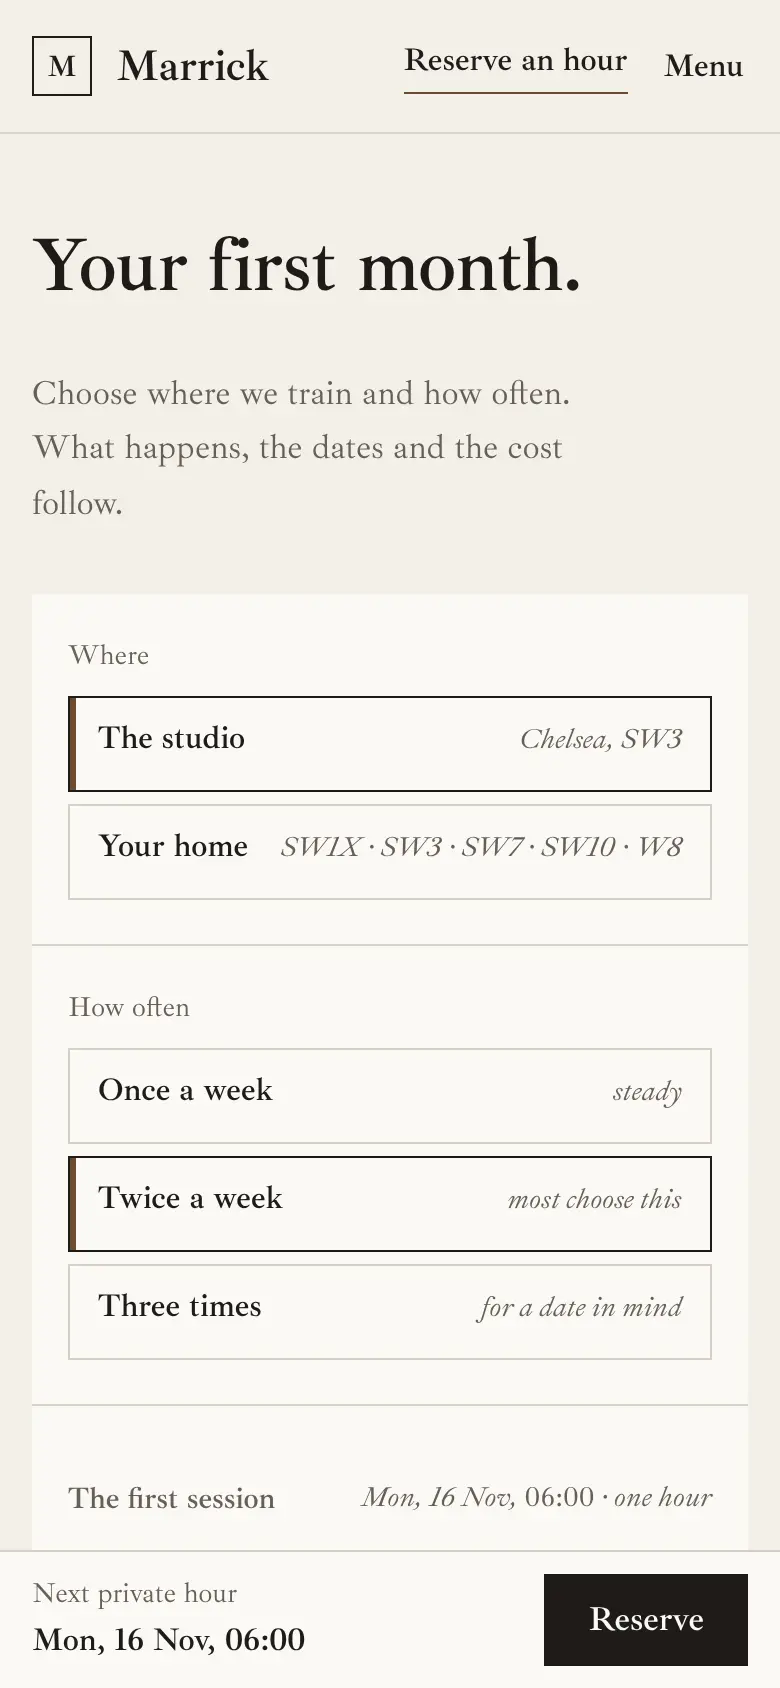 M Marrick Reserve an hour Menu
Your first month.
Choose where we train and how often.
What happens, the dates and the cost
follow.
Where
The studio Chelsea, SW3
Your home SW1X · SW3 · SW7 · SW10 · W8
How often
Once a week steady
Twice a week most choose this
Three times for a date in mind
The first session Mon, 16 Nov, 06:00 · one hour
Next private hour
Mon, 16 Nov, 06:00
Reserve